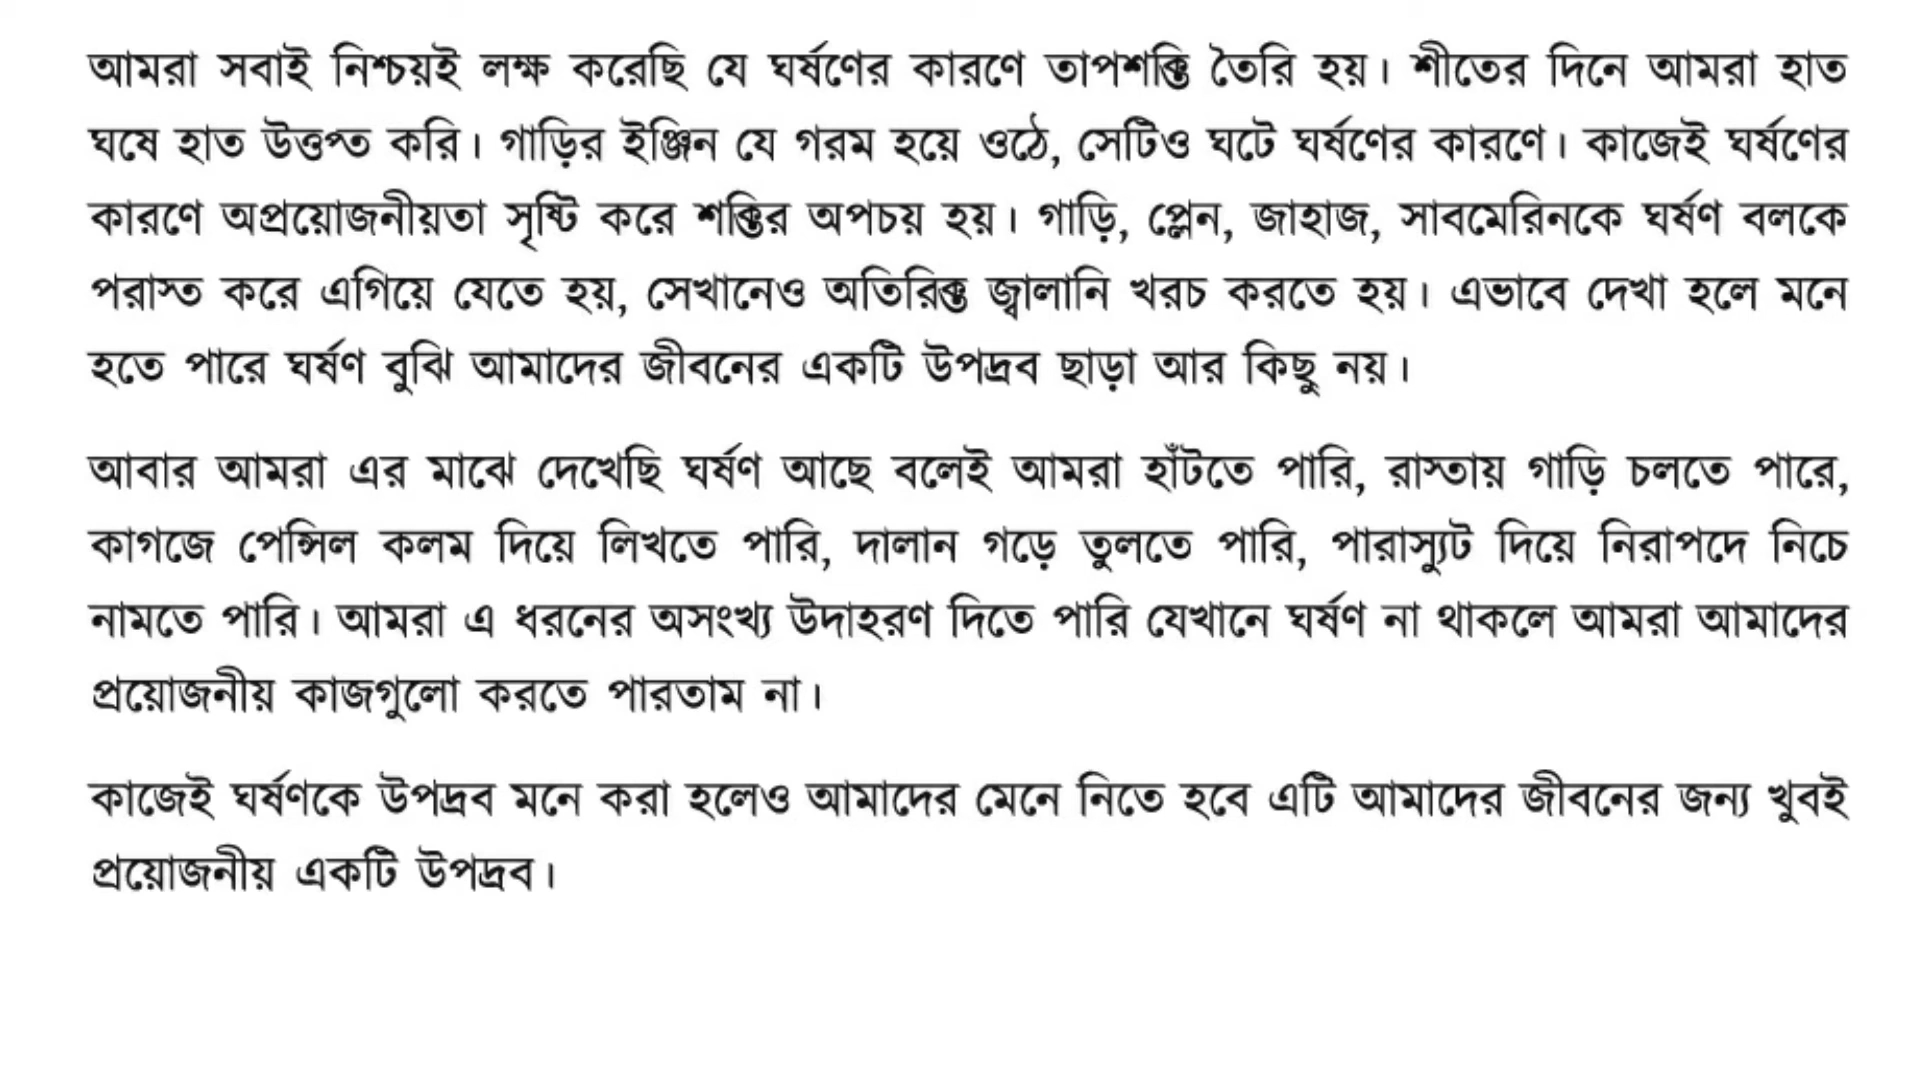 আমরা সবাই নিশ্চয়ই লক্ষ করেছি যে ঘর্ষণের কারণে তাপশক্তি তৈরি হয়। শীতের দিনে আমরা হাত
ঘষে হাত উত্তপ্ত করি। গাড়ির ইঞ্জিন যে গরম হয়ে ওঠে, সেটিও ঘটে ঘর্ষণের কারণে। কাজেই ঘর্ষণের
কারণে অপ্রয়োজনীয়তা সৃষ্টি করে শক্তির অপচয় হয়। গাড়ি, প্লেন, জাহাজ, সাবমেরিনকে ঘর্ষণ বলকে
পরাস্ত করে এগিয়ে যেতে হয়, সেখানেও অতিরিক্ত জ্বালানি খরচ করতে হয়। এভাবে দেখা হলে মনে
হতে পারে ঘর্ষণ বুঝি আমাদের জীবনের একটি উপদ্রব ছাড়া আর কিছু নয়।
আবার আমরা এর মাঝে দেখেছি ঘর্ষণ আছে বলেই আমরা হাঁটতে পারি, রাস্তায় গাড়ি চলতে পারে,
কাগজে পেন্সিল কলম দিয়ে লিখতে পারি, দালান গড়ে তুলতে পারি, পারাস্যুট দিয়ে নিরাপদে নিচে
নামতে পারি। আমরা এ ধরনের অসংখ্য উদাহরণ দিতে পারি যেখানে ঘর্ষণ না থাকলে আমরা আমাদের
প্রয়োজনীয় কাজগুলো করতে পারতাম না।
কাজেই ঘর্ষণকে উপদ্রব মনে করা হলেও আমাদের মেনে নিতে হবে এটি আমাদের জীবনের জন্য খুবই
প্রয়োজনীয় একটি উপদ্রব।